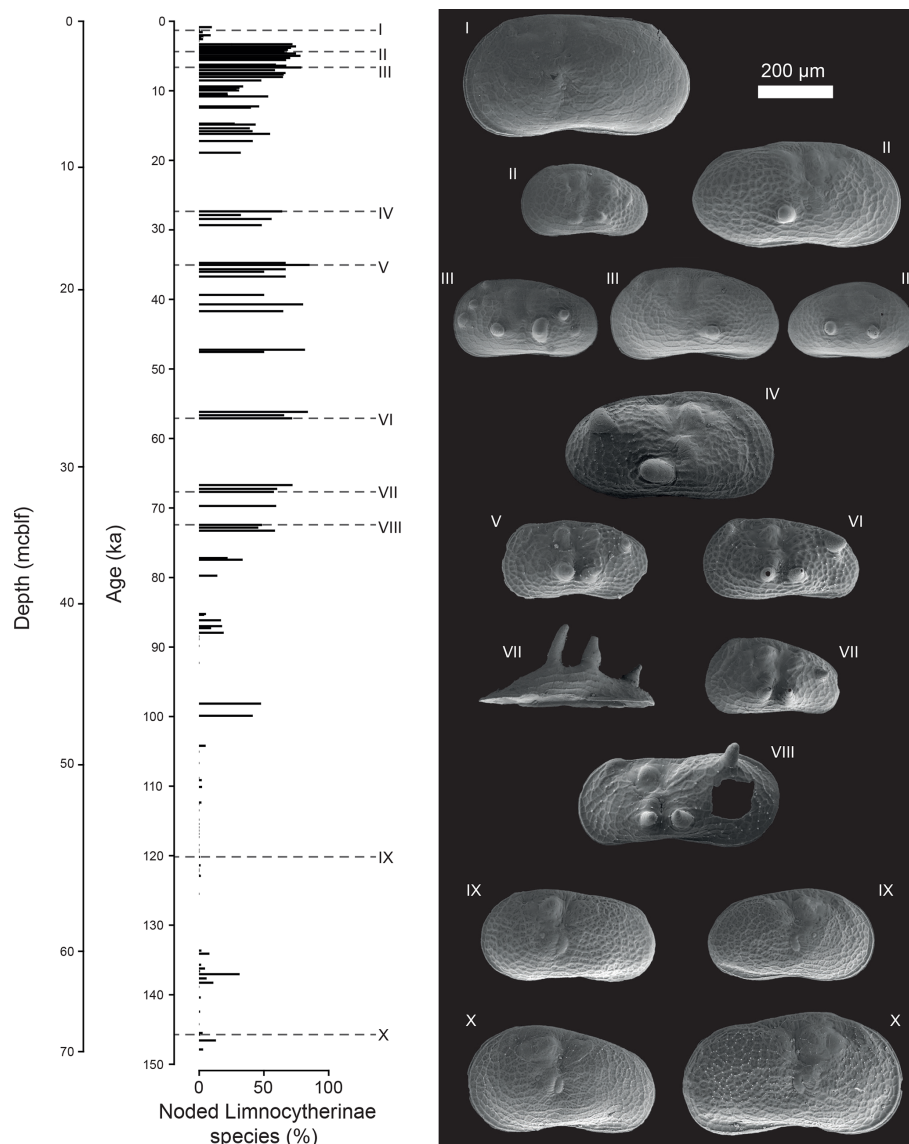 Depth (mcblf)
0
10
20
30
40
50
60
70
Age (ka)
0
10
20
30
40
50
60
70
80
90
100
110
120
130
140
150
I
II
III
IV
V
VI
VII
VIII
IX
X
0 50 100
Noded Limnocytherinae
species (%)
I
200 µm
II
II
III
III
II
IV
V
VI
VII
VII
VIII
IX
IX
X
X